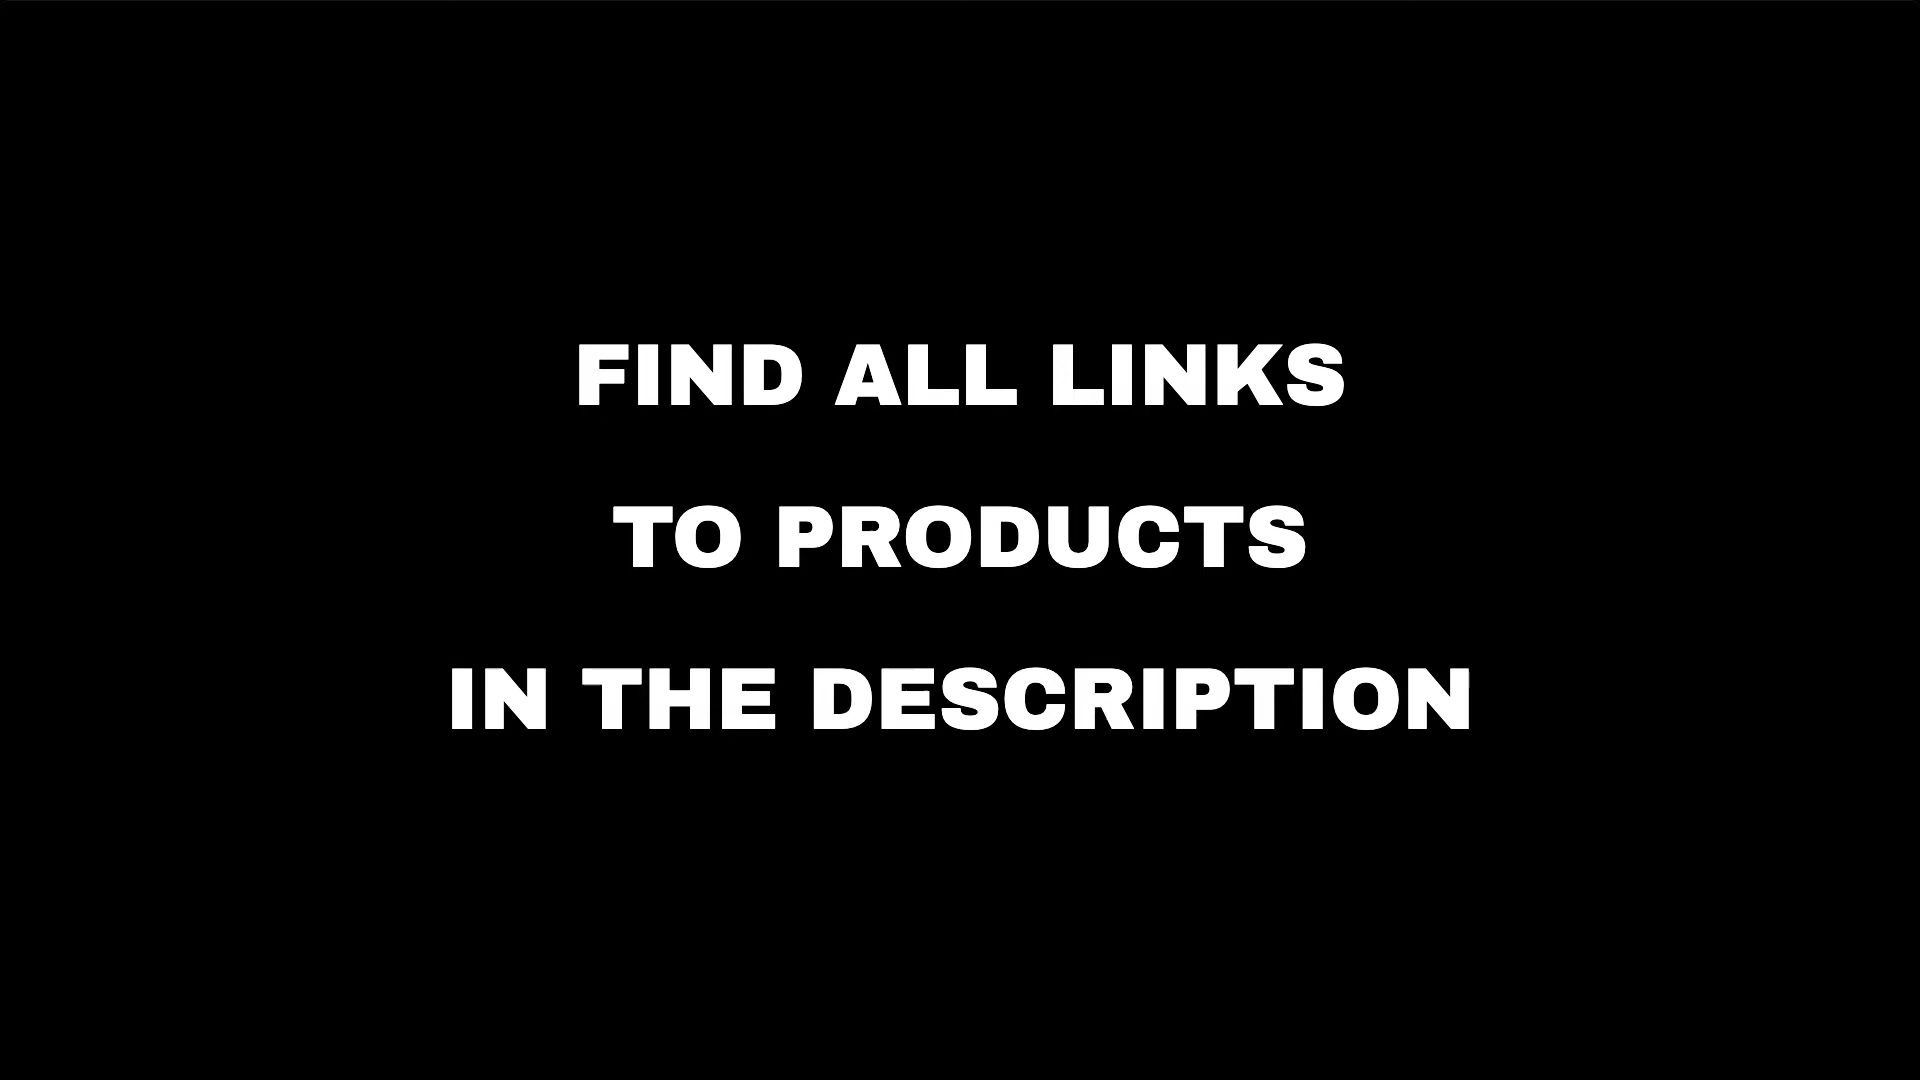 FIND ALL LINKS
TO PRODUCTS
IN THE DESCRIPTION